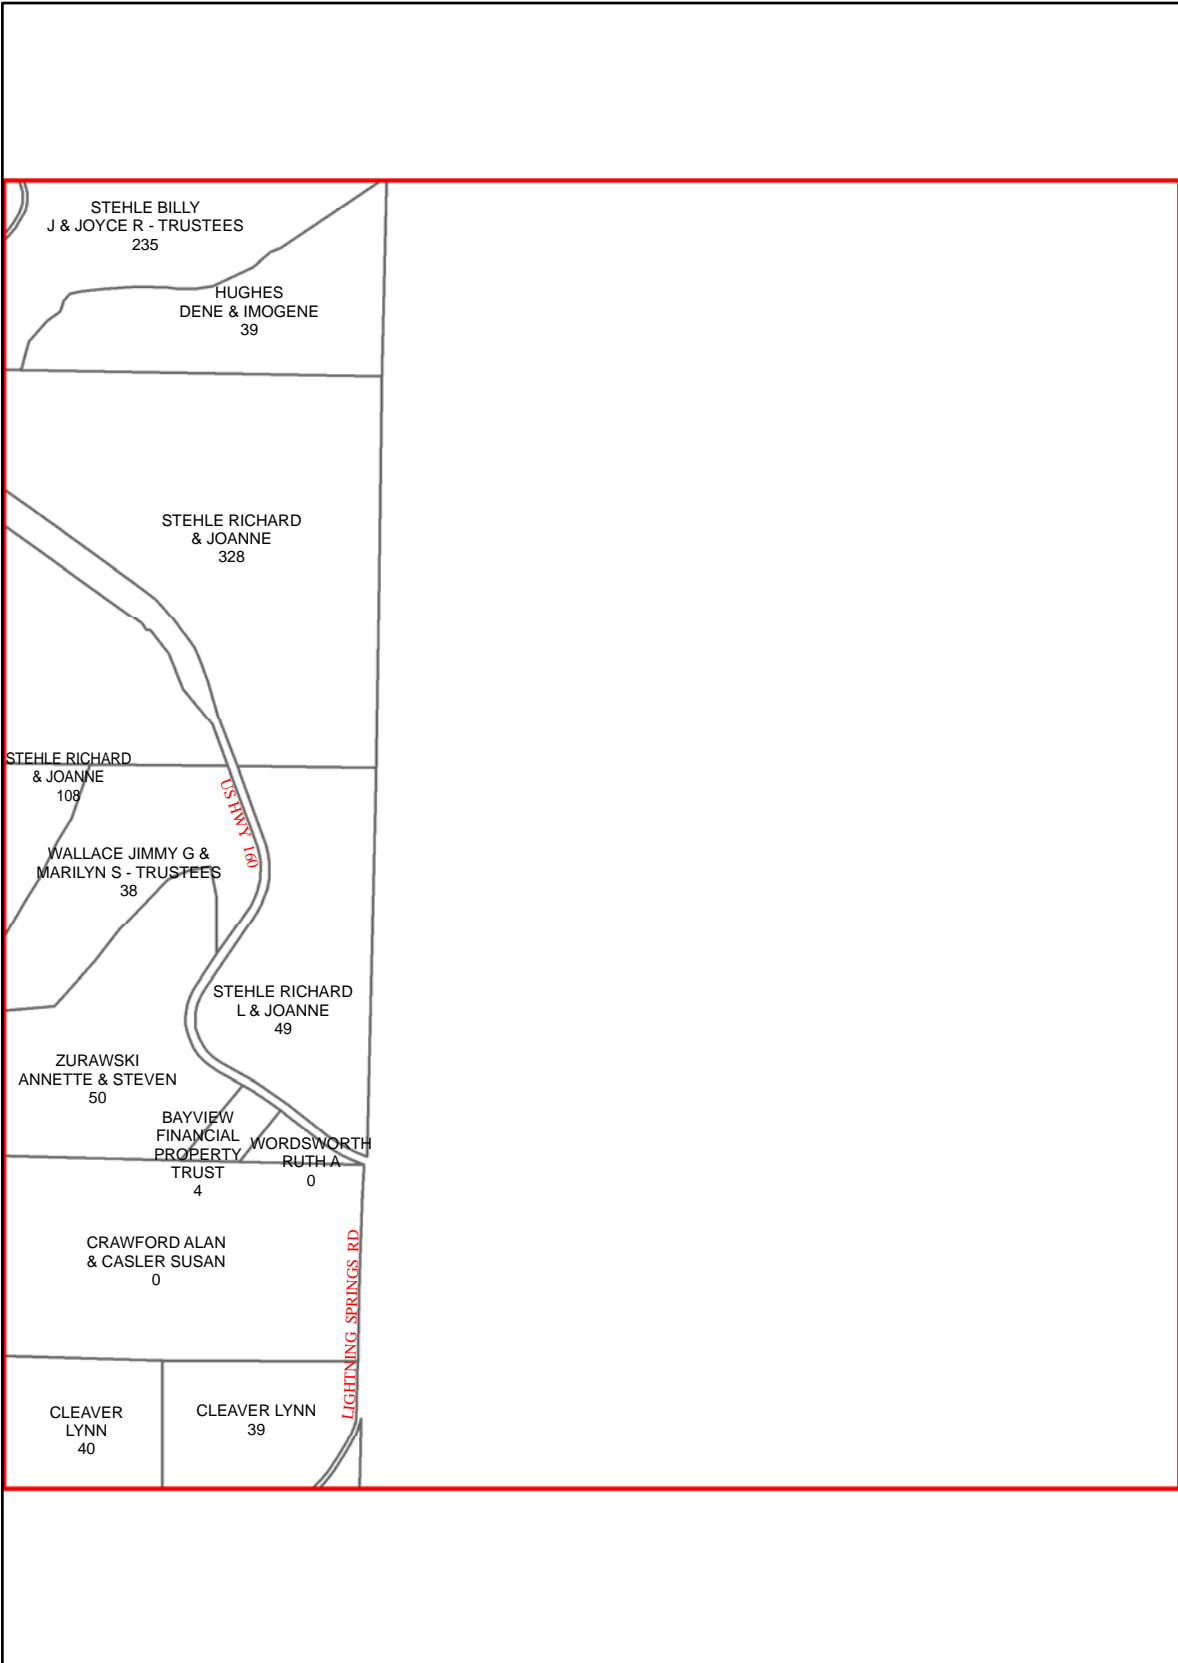 STEHLE BILLY
J & JOYCE R - TRUSTEES
235
HUGHES
DENE & IMOGENE
39
STEHLE RICHARD
& JOANNE
328
STEHLE RICHARD
& JOANNE
108
US HWY 160
WALLACE JIMMY G &
MARILYN S - TRUSTEES
38
STEHLE RICHARD
L & JOANNE
49
ZURAWSKI
ANNETTE & STEVEN
50
BAYVIEW
FINANCIAL
PROPERTY
TRUST
4
WORDSWORTH
RUTH A
0
CRAWFORD ALAN
& CASLER SUSAN
0
LIGHTNING SPRINGS RD
CLEAVER
LYNN
40
CLEAVER LYNN
39